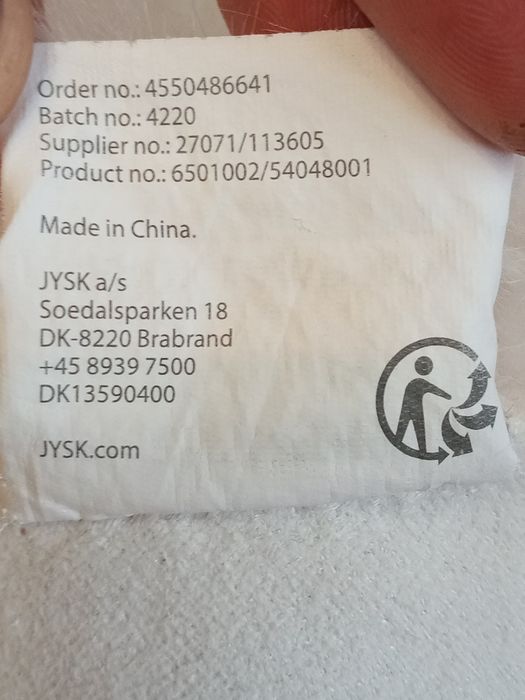 Order no.: 4550486641
Batch no.: 4220
Supplier no.: 27071/113605
Product no.: 6501002/54048001
Made in China.
JYSK a/s
Soedalsparken 18
DK-8220 Brabrand
+45 8939 7500
DK13590400
JYSK.com